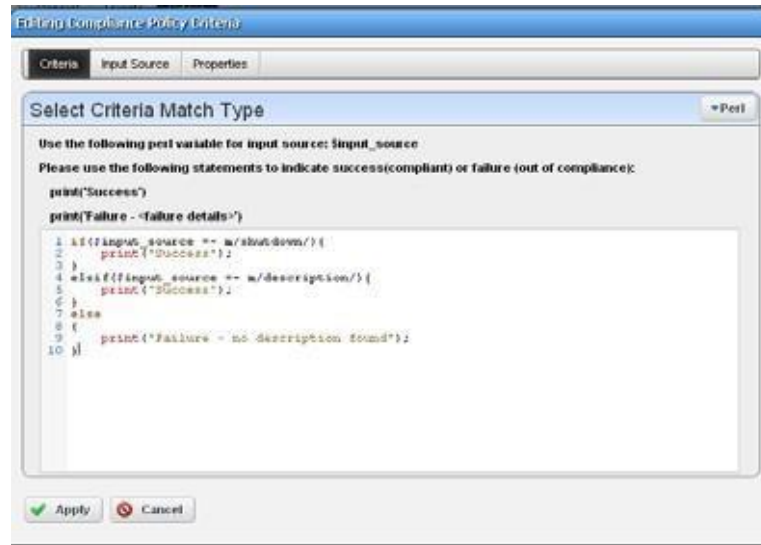 Editing Compliance Policy Criteria
Criteria Input Source Properties
Select Criteria Match Type
Perl
Use the following perl variable for input source: $input_source
Please use the following statements to indicate success(compliant) or failure (out of compliance):
print('Success')
print('Failure - <failure details>')
1 if($input_source =~ m/shutdown/){
2 print("Success");
3 }
4 elsif($input_source =~ m/description/){
5 print("Success");
6 }
7 else
8 {
9 print("Failure - no description found");
10 }
Apply Cancel